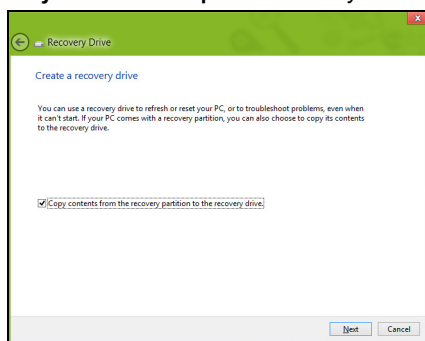 Recovery Drive
Create a recovery drive
You can use a recovery drive to refresh or reset your PC, or to troubleshoot problems, even when
it can't start. If your PC comes with a recovery partition, you can also choose to copy its contents
to the recovery drive.
Copy contents from the recovery partition to the recovery drive.
Next Cancel